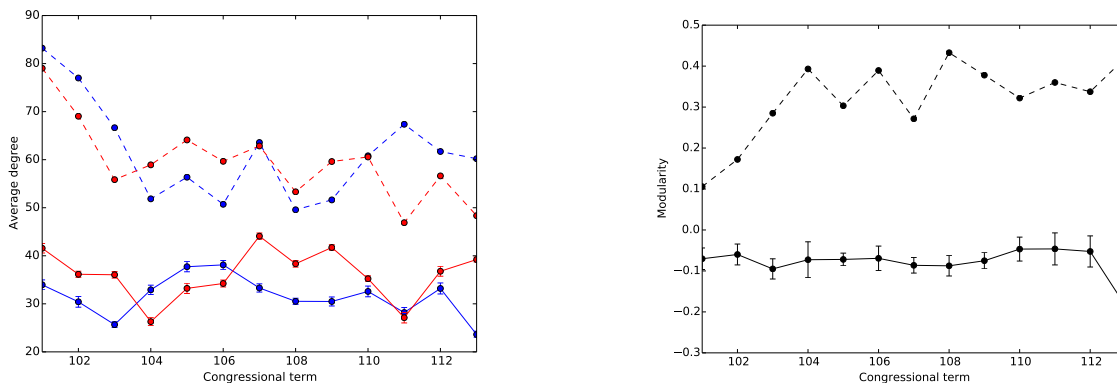 90
80
70
60
50
40
30
20
Average degree
102 104 106 108 110 112
Congressional term
0.5
0.4
0.3
0.2
0.1
0.0
−0.1
−0.2
−0.3
Modularity
102 104 106 108 110 112
Congressional term